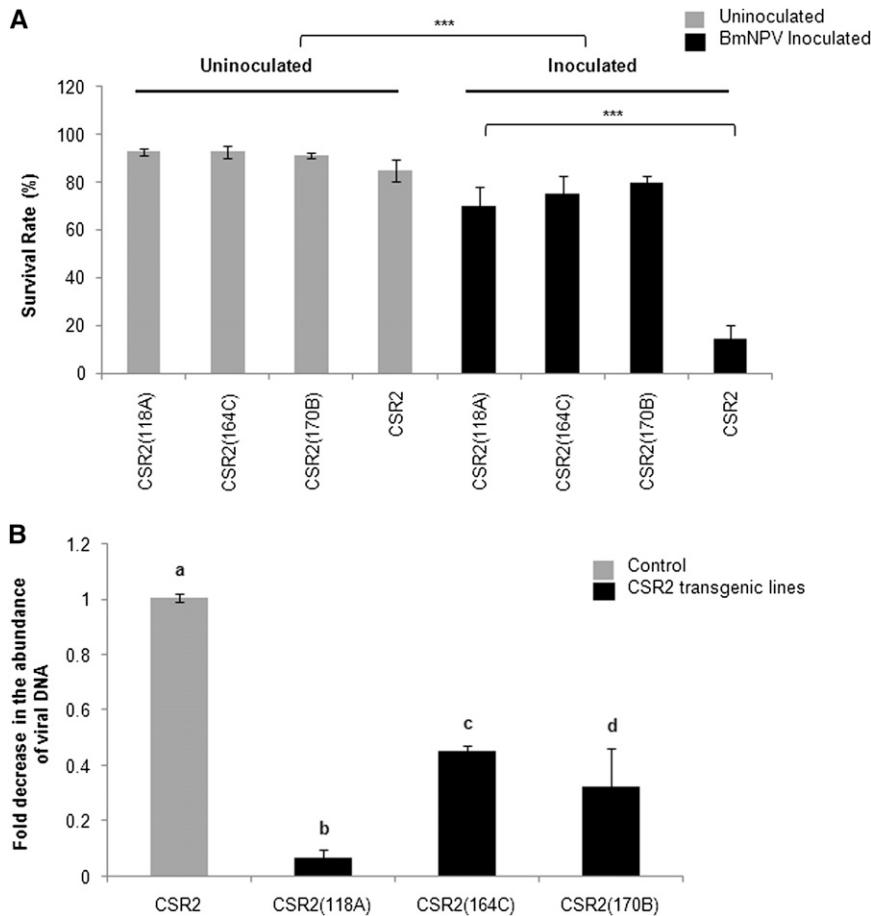 A
Uninoculated
BmNPV Inoculated
***
Uninoculated
Inoculated
***
Survival Rate (%)
120
100
80
60
40
20
0
CSR2(118A)
CSR2(164C)
CSR2(170B)
CSR2
CSR2(118A)
CSR2(164C)
CSR2(170B)
CSR2
B
Control
CSR2 transgenic lines
Fold decrease in the abundance
of viral DNA
1.2
1
0.8
0.6
0.4
0.2
0
a
b
c
d
CSR2
CSR2(118A)
CSR2(164C)
CSR2(170B)